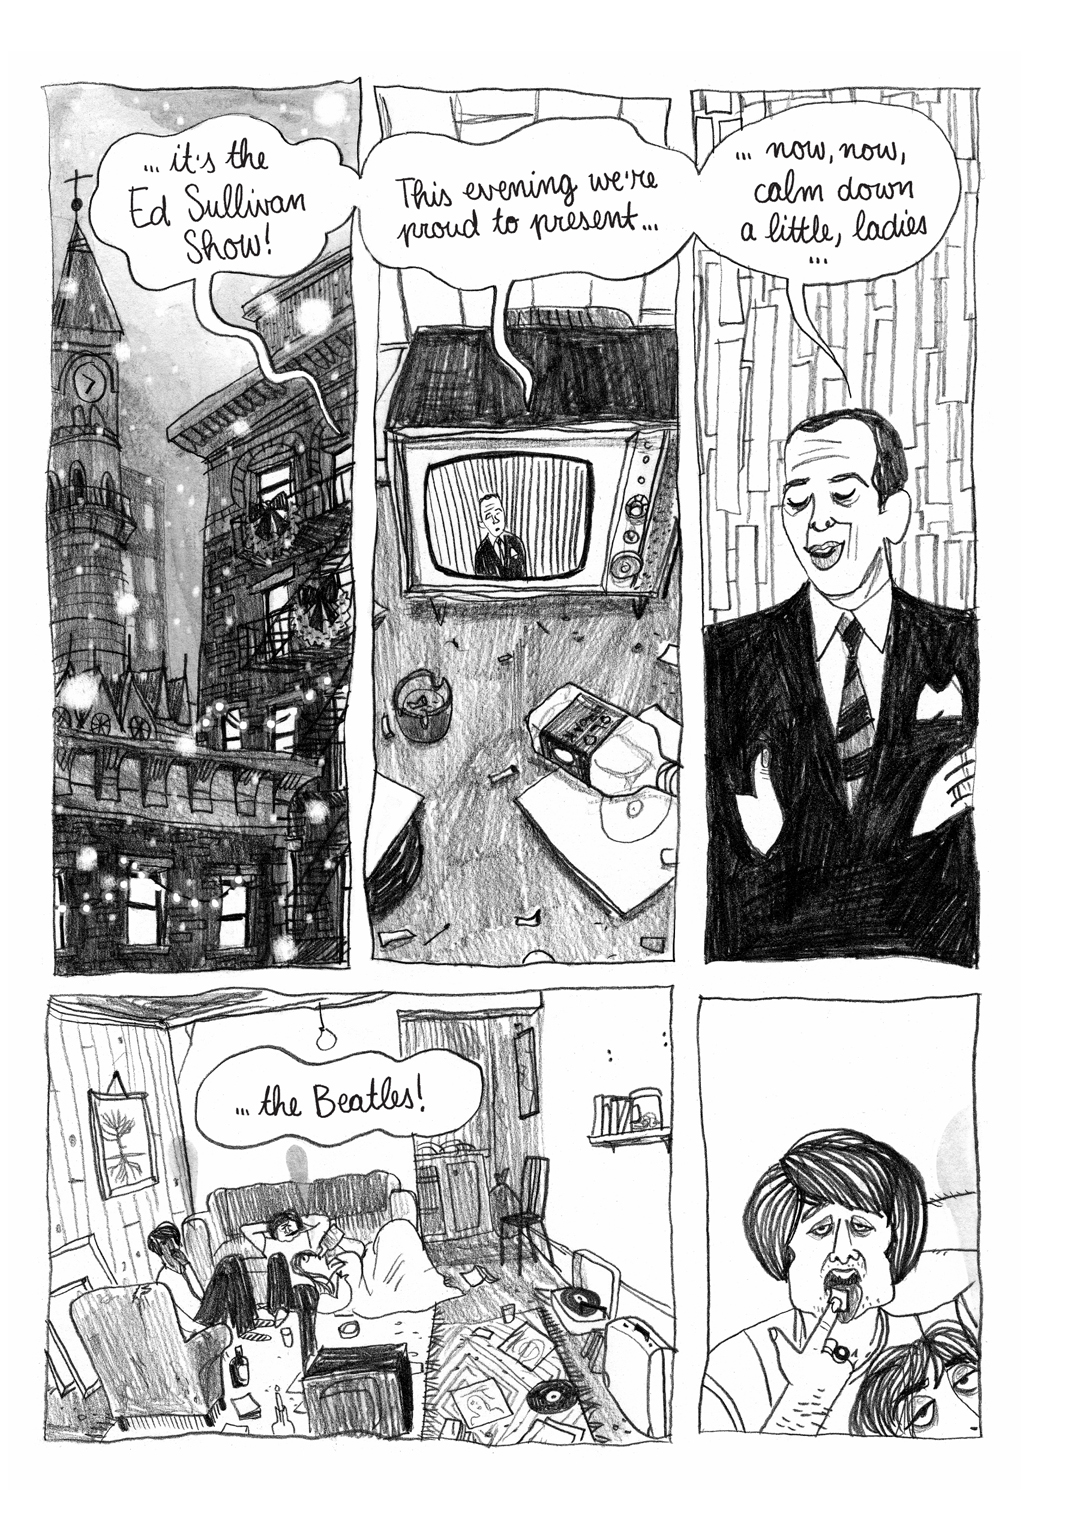 ... it's the
Ed Sullivan
Show!
This evening we're
proud to present...
... now, now,
calm down
a little, ladies
...
... the Beatles!